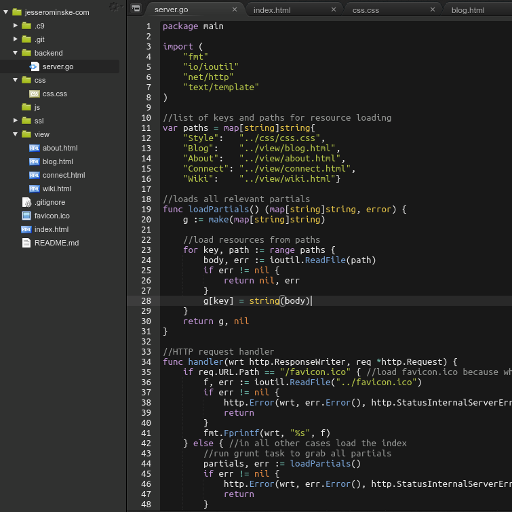 jesserominske-com
.c9
.git
backend
server.go
css
css.css
js
ssl
view
about.html
blog.html
connect.html
wiki.html
.gitignore
favicon.ico
index.html
README.md
server.go
index.html
css.css
blog.html
1 package main
2
3 import (
4 "fmt"
5 "io/ioutil"
6 "net/http"
7 "text/template"
8 )
9
10 //list of keys and paths for resource loading
11 var paths = map[string]string{
12 "Style": "../css/css.css",
13 "Blog": "../view/blog.html",
14 "About": "../view/about.html",
15 "Connect": "../view/connect.html",
16 "Wiki": "../view/wiki.html"}
17
18 //loads all relevant partials
19 func loadPartials() (map[string]string, error) {
20 g := make(map[string]string)
21
22 //load resources from paths
23 for key, path := range paths {
24 body, err := ioutil.ReadFile(path)
25 if err != nil {
26 return nil, err
27 }
28 g[key] = string(body)
29 }
30 return g, nil
31 }
32
33 //HTTP request handler
34 func handler(wrt http.ResponseWriter, req *http.Request) {
35 if req.URL.Path == "/favicon.ico" { //load favicon.ico because wh
36 f, err := ioutil.ReadFile("../favicon.ico")
37 if err != nil {
38 http.Error(wrt, err.Error(), http.StatusInternalServerErr
39 return
40 }
41 fmt.Fprintf(wrt, "%s", f)
42 } else { //in all other cases load the index
43 //run grunt task to grab all partials
44 partials, err := loadPartials()
45 if err != nil {
46 http.Error(wrt, err.Error(), http.StatusInternalServerErr
47 return
48 }